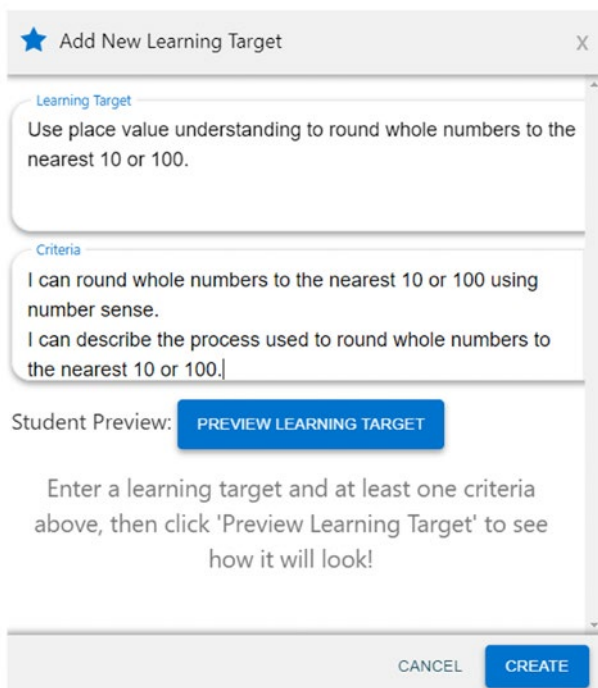 Add New Learning Target
X
Learning Target
Use place value understanding to round whole numbers to the
nearest 10 or 100.
Criteria
I can round whole numbers to the nearest 10 or 100 using
number sense.
I can describe the process used to round whole numbers to
the nearest 10 or 100.
Student Preview: PREVIEW LEARNING TARGET
Enter a learning target and at least one criteria
above, then click 'Preview Learning Target' to see
how it will look!
CANCEL CREATE